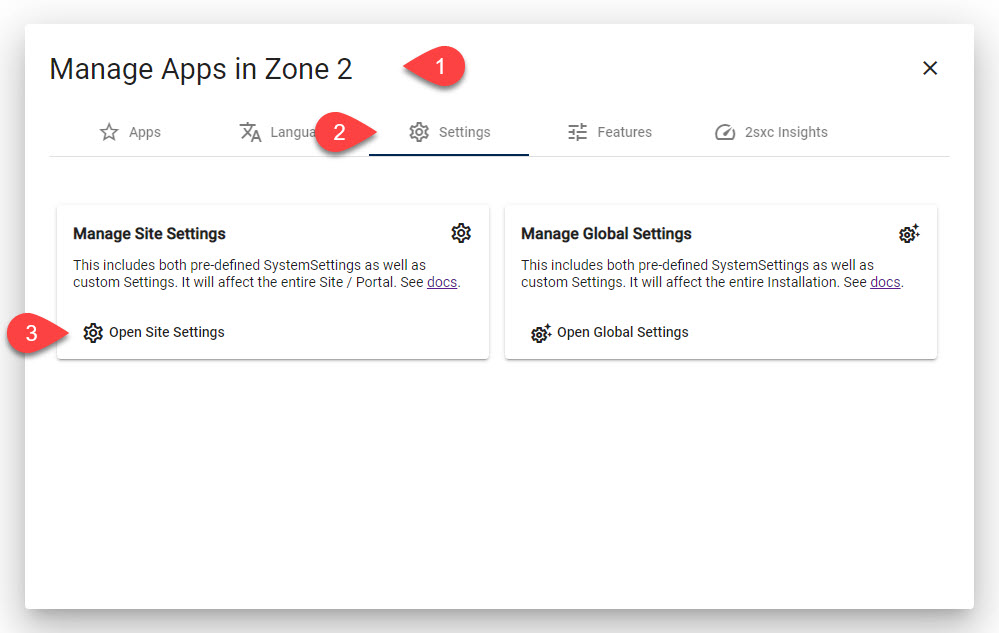 Manage Apps in Zone 2
1
Apps
Langua
2
Settings
Features
2sxc Insights
Manage Site Settings
This includes both pre-defined SystemSettings as well as
custom Settings. It will affect the entire Site / Portal. See docs.
3
Open Site Settings
Manage Global Settings
This includes both pre-defined SystemSettings as well as
custom Settings. It will affect the entire Installation. See docs.
Open Global Settings